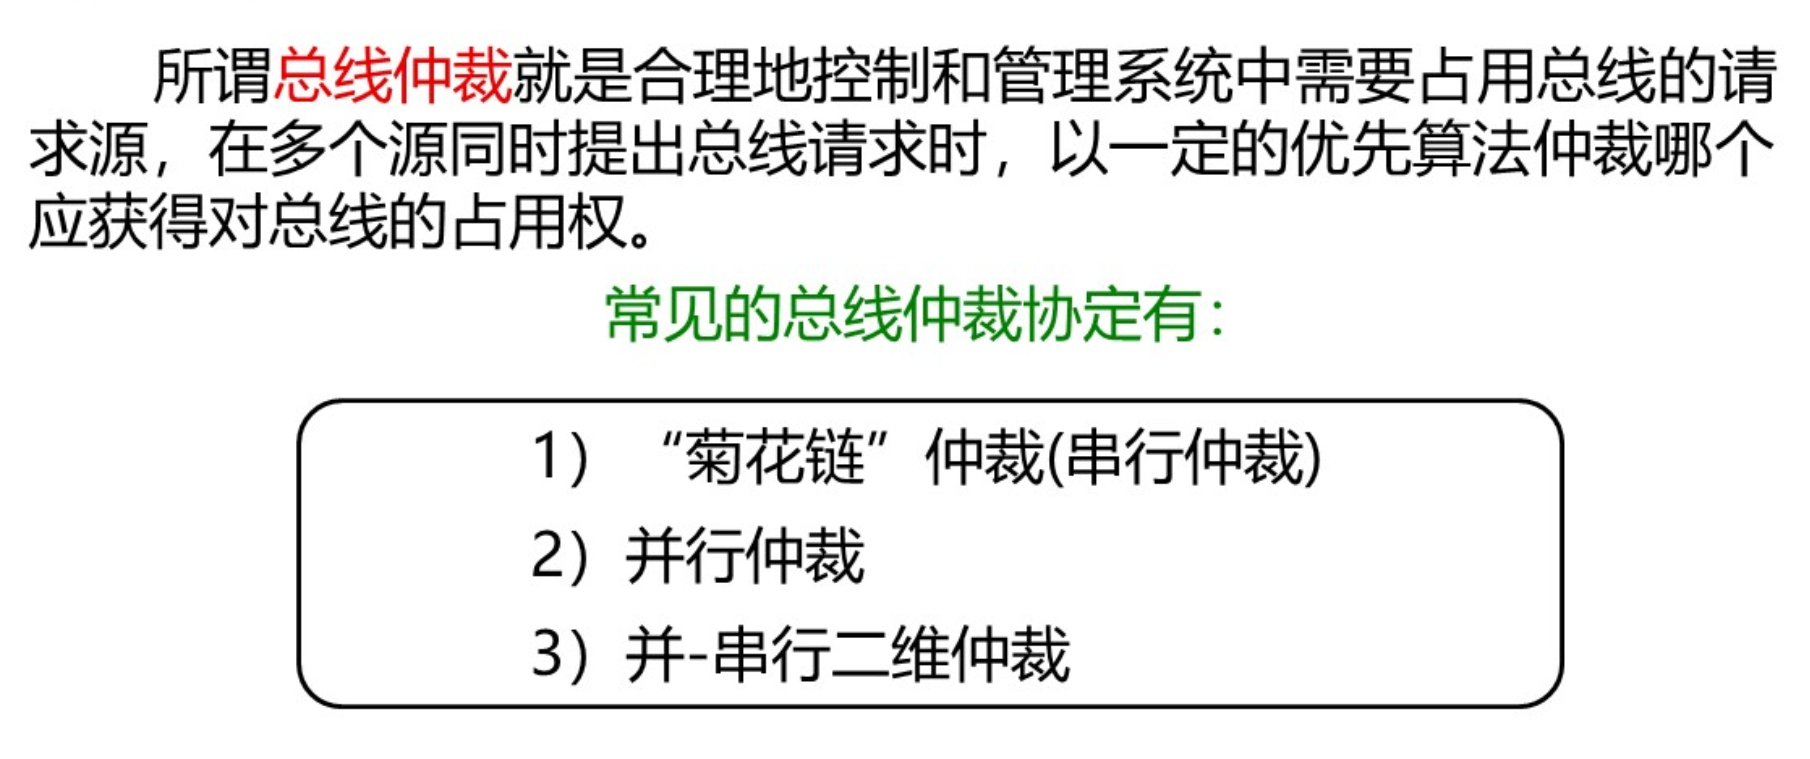 所谓总线仲裁就是合理地控制和管理系统中需要占用总线的请
求源，在多个源同时提出总线请求时，以一定的优先算法仲裁哪个
应获得对总线的占用权。
常见的总线仲裁协定有：
1）“菊花链”仲裁(串行仲裁)
2）并行仲裁
3）并-串行二维仲裁